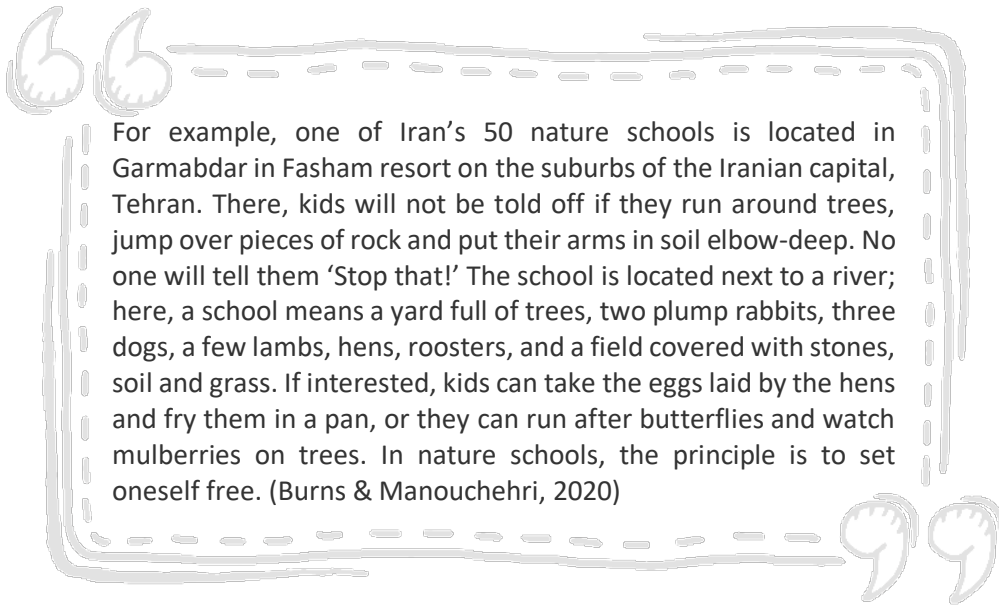 For example, one of Iran’s 50 nature schools is located in
Garmabdar in Fasham resort on the suburbs of the Iranian capital,
Tehran. There, kids will not be told off if they run around trees,
jump over pieces of rock and put their arms in soil elbow-deep. No
one will tell them ‘Stop that!’ The school is located next to a river;
here, a school means a yard full of trees, two plump rabbits, three
dogs, a few lambs, hens, roosters, and a field covered with stones,
soil and grass. If interested, kids can take the eggs laid by the hens
and fry them in a pan, or they can run after butterflies and watch
mulberries on trees. In nature schools, the principle is to set
oneself free. (Burns & Manouchehri, 2020)